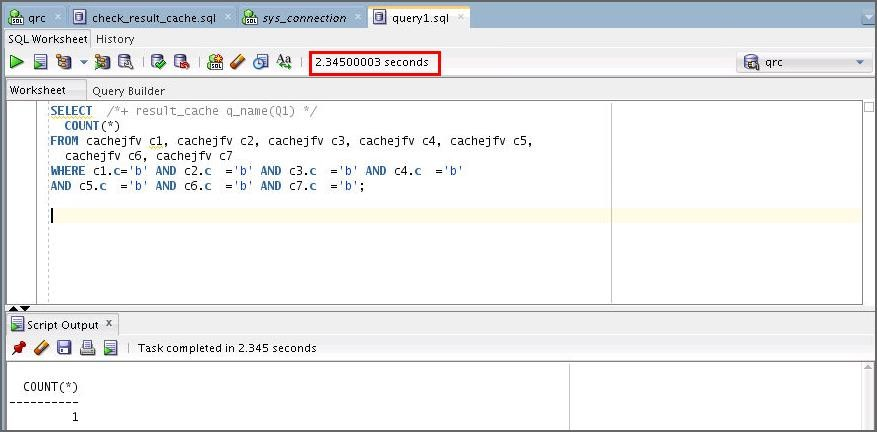 qrc check_result_cache.sql sys_connection query1.sql
SQL Worksheet History
2.34500003 seconds qrc
Worksheet Query Builder
SELECT /*+ result_cache q_name(Q1) */
COUNT(*)
FROM cachejfv c1, cachejfv c2, cachejfv c3, cachejfv c4, cachejfv c5,
cachejfv c6, cachejfv c7
WHERE c1.c='b' AND c2.c ='b' AND c3.c ='b' AND c4.c ='b'
AND c5.c ='b' AND c6.c ='b' AND c7.c ='b';
Script Output x
Task completed in 2.345 seconds
COUNT(*)
----------
1